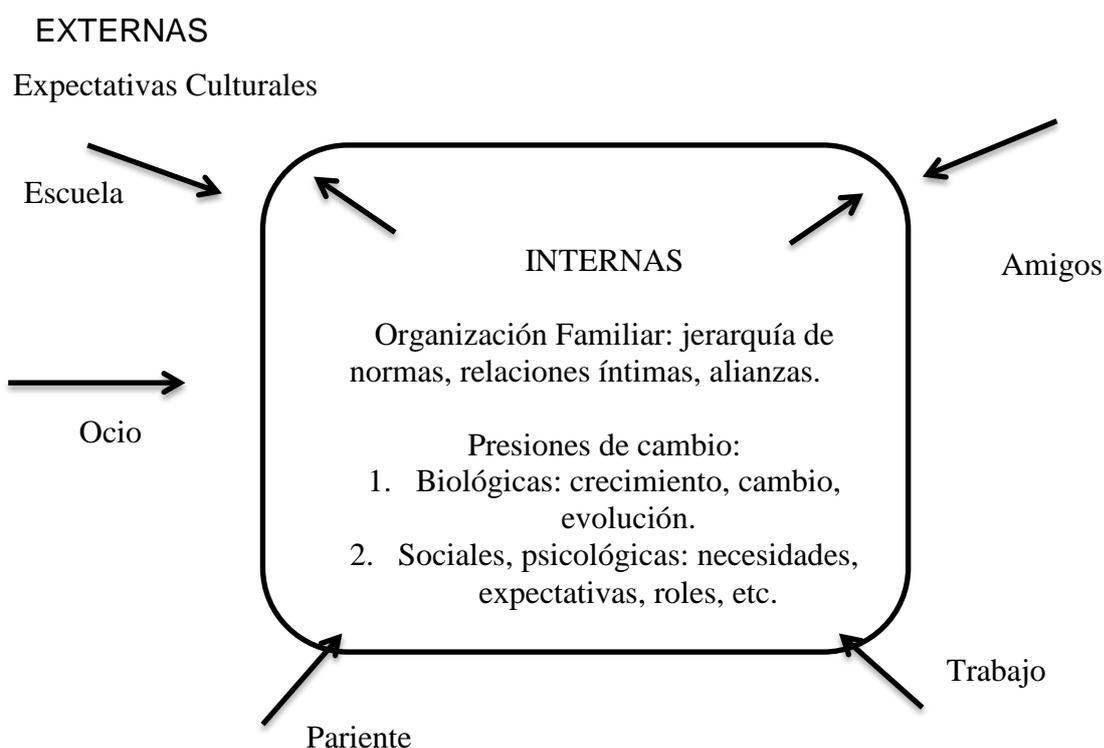 EXTERNAS
Expectativas Culturales
Escuela
INTERNAS
Amigos
Organización Familiar: jerarquía de
normas, relaciones íntimas, alianzas.
Ocio
Presiones de cambio:
1. Biológicas: crecimiento, cambio,
evolución.
2. Sociales, psicológicas: necesidades,
expectativas, roles, etc.
Trabajo
Pariente